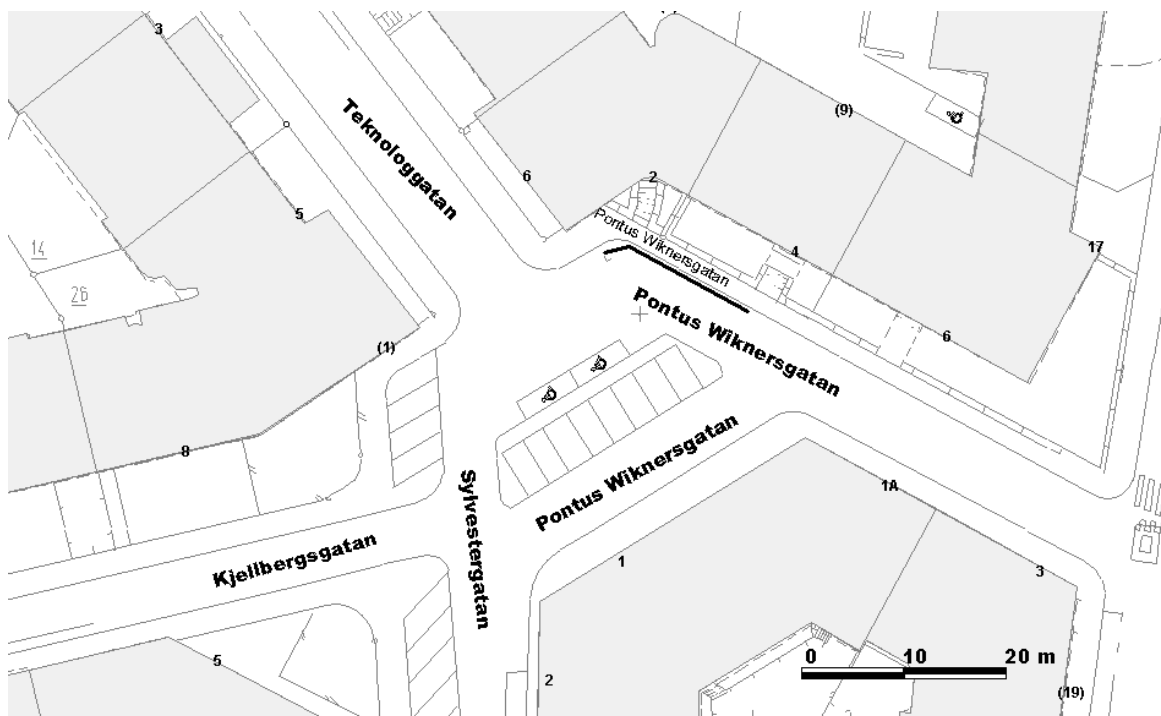 3
(9)
Teknologgatan
6
2
5
Pontus Wiknersgatan
4
17
14
26
Pontus Wiknersgatan
6
(1)
8
Pontus Wiknersgatan
1A
Sylvestergatan
Kjellbergsgatan
1
3
5
2
0 10 20 m
(19)